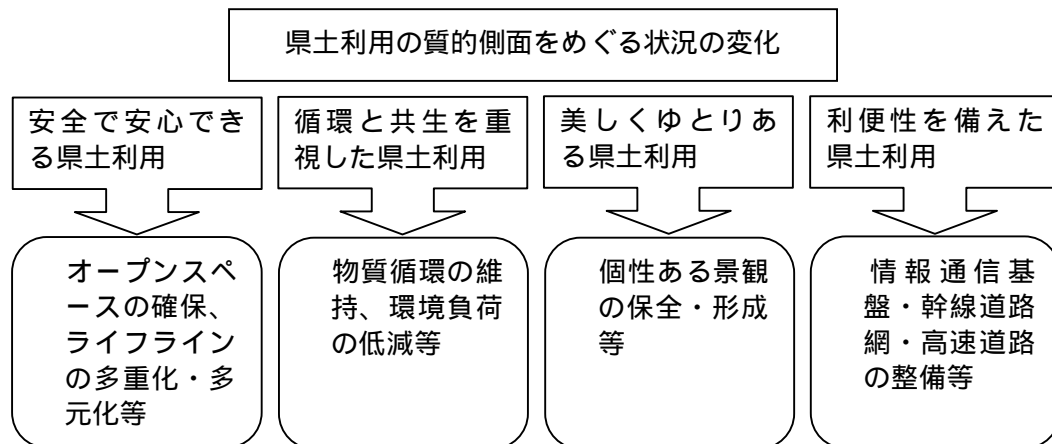 県土利用の質的側面をめぐる状況の変化
安全で安心でき
る県土利用
循環と共生を重
視した県土利用
美しくゆとりあ
る県土利用
利便性を備えた
県土利用
オープンスペ
ースの確保、
ライフライン
の多重化・多
元化等
物質循環の維
持、環境負荷
の低減等
個性ある景観
の保全・形成
等
情報通信基
盤・幹線道路
網・高速道路
の整備等